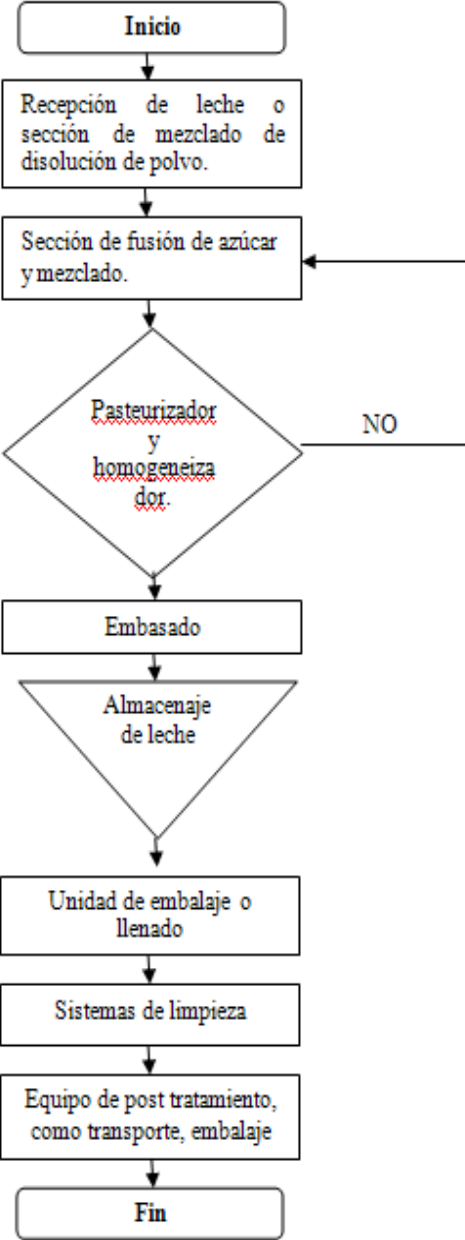 Inicio
Recepción de leche o
sección de mezclado de
disolución de polvo.
Sección de fusión de azúcar
y mezclado.
Pasteurizador
y
homogeneiza
dor.
NO
Embasado
Almacenaje
de leche
Unidad de embalaje o
llenado
Sistemas de limpieza
Equipo de post tratamiento,
como transporte, embalaje
Fin